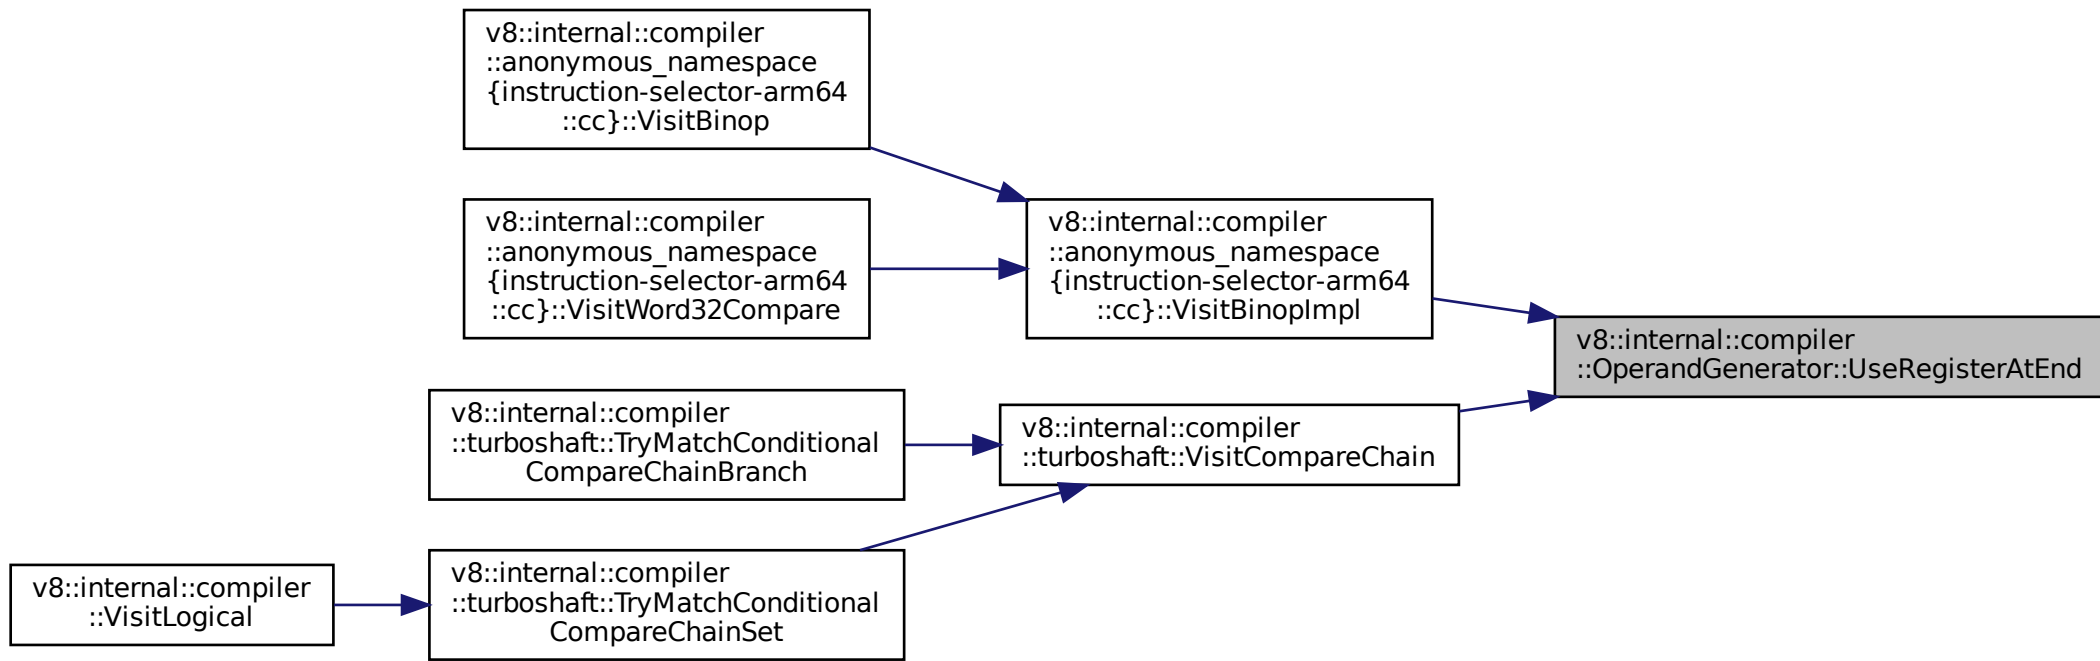 v8::internal::compiler
::anonymous_namespace
{instruction-selector-arm64
::cc}::VisitBinop
v8::internal::compiler
::anonymous_namespace
{instruction-selector-arm64
::cc}::VisitWord32Compare
v8::internal::compiler
::anonymous_namespace
{instruction-selector-arm64
::cc}::VisitBinopImpl
v8::internal::compiler
::OperandGenerator::UseRegisterAtEnd
v8::internal::compiler
::turboshaft::TryMatchConditional
CompareChainBranch
v8::internal::compiler
::turboshaft::VisitCompareChain
v8::internal::compiler
::VisitLogical
v8::internal::compiler
::turboshaft::TryMatchConditional
CompareChainSet